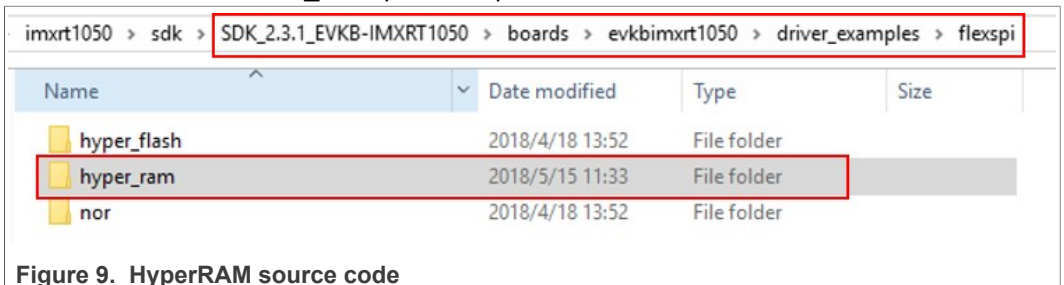 imxrt1050 > sdk > SDK_2.3.1_EVKB-IMXRT1050 > boards > evkbimxrt1050 > driver_examples > flexspi
Name Date modified Type Size
hyper_flash 2018/4/18 13:52 File folder
hyper_ram 2018/5/15 11:33 File folder
nor 2018/4/18 13:52 File folder
Figure 9. HyperRAM source code